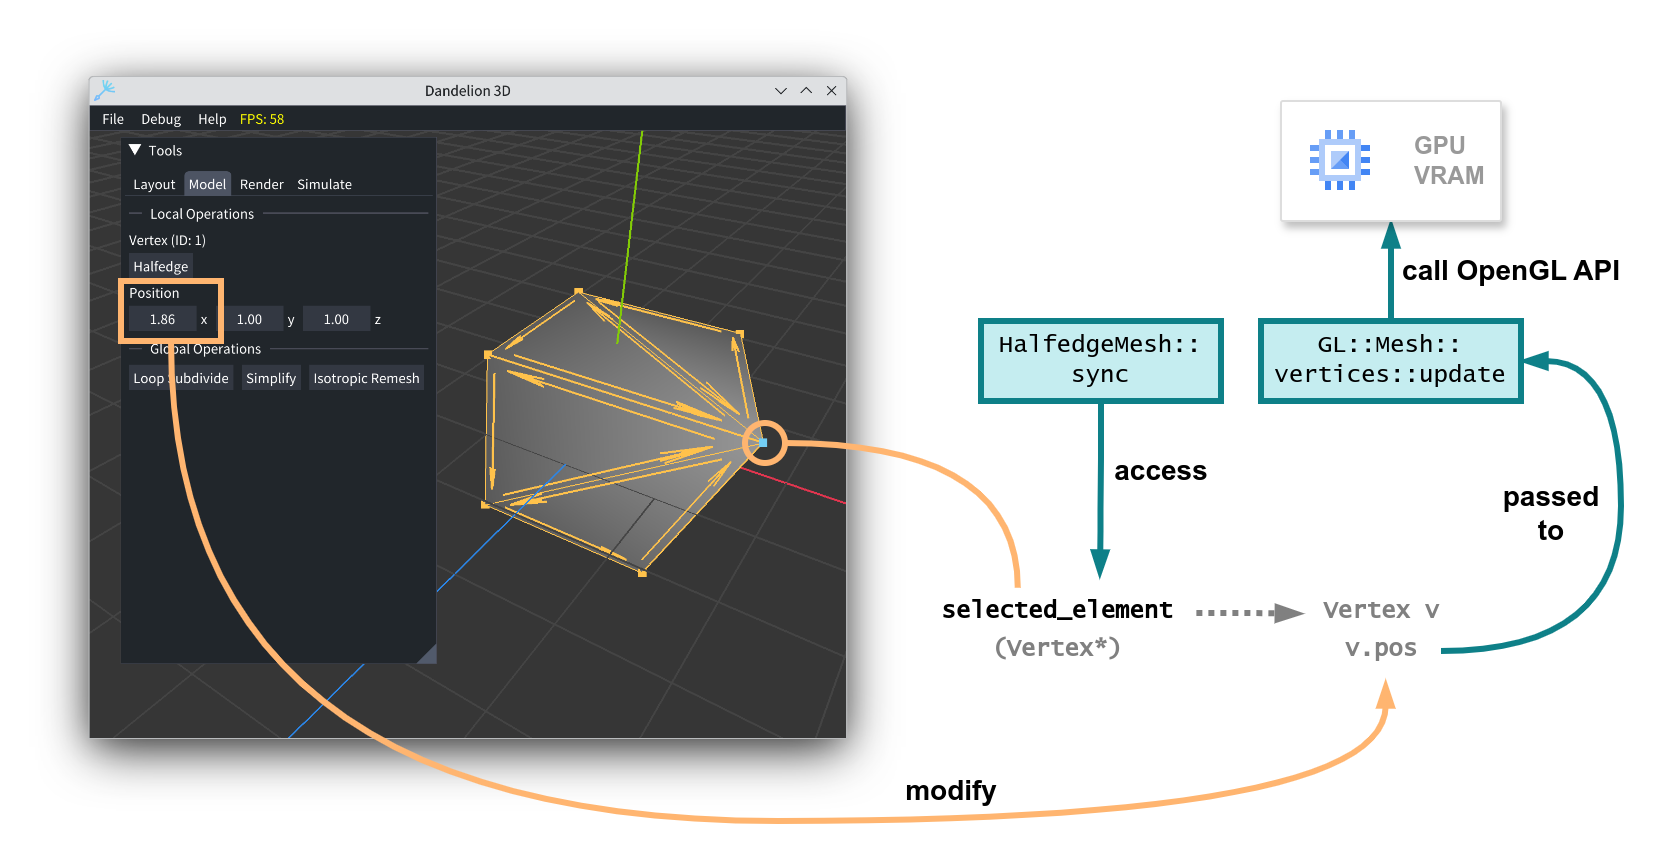 Dandelion 3D
File Debug Help FPS: 58
Tools
Layout Model Render Simulate
Local Operations
Vertex (ID: 1)
Halfedge
Position
1.86 x 1.00 y 1.00 z
Global Operations
Loop Subdivide Simplify Isotropic Remesh
GPU
VRAM
call OpenGL API
HalfedgeMesh::
sync
GL::Mesh::
vertices::update
access
passed
to
selected_element
(Vertex*)
Vertex v
v.pos
modify